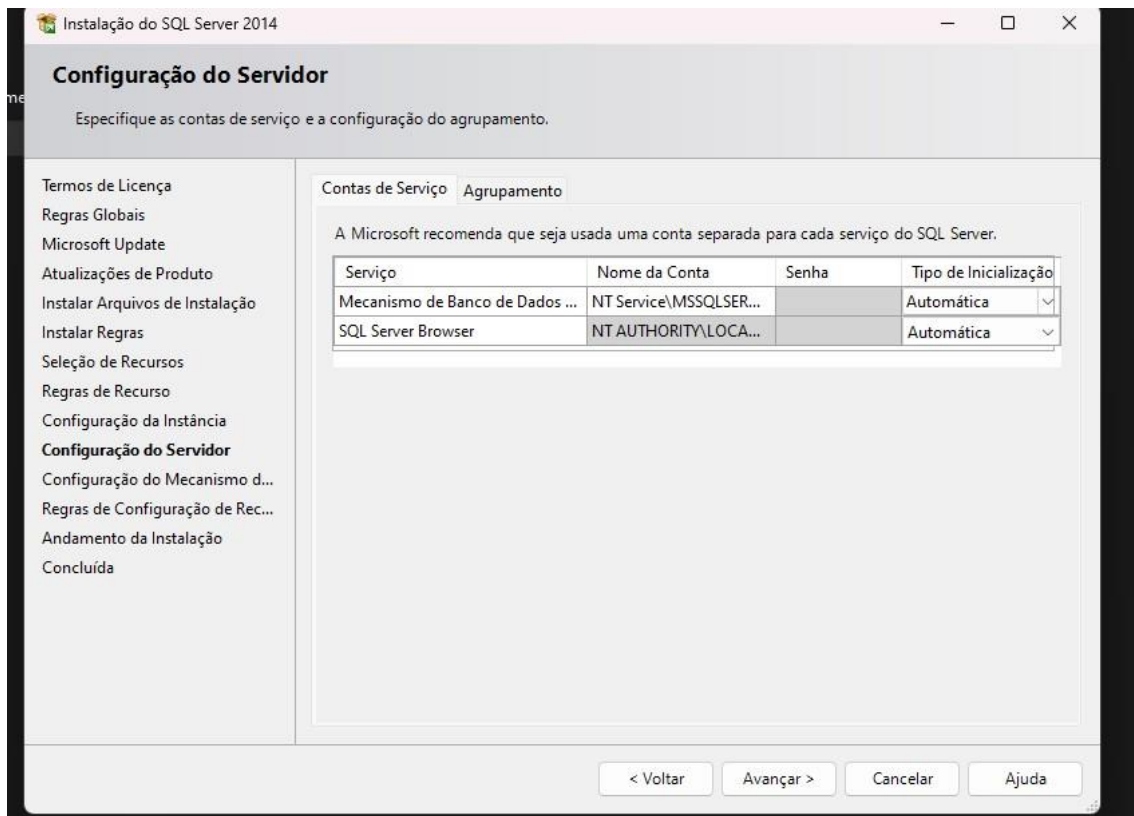 Instalação do SQL Server 2014
Configuração do Servidor
Especifique as contas de serviço e a configuração do agrupamento.
me
Termos de Licença
Regras Globais
Microsoft Update
Atualizações de Produto
Instalar Arquivos de Instalação
Instalar Regras
Seleção de Recursos
Regras de Recurso
Configuração da Instância
Configuração do Servidor
Configuração do Mecanismo d...
Regras de Configuração de Rec...
Andamento da Instalação
Concluída
Contas de Serviço Agrupamento
A Microsoft recomenda que seja usada uma conta separada para cada serviço do SQL Server.
Serviço Nome da Conta Senha Tipo de Inicialização
Mecanismo de Banco de Dados ... NT Service\MSSQLSER... Automática
SQL Server Browser NT AUTHORITY\LOCA... Automática
< Voltar Avançar > Cancelar Ajuda